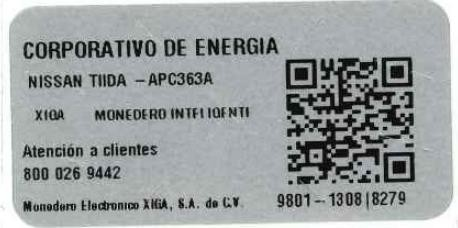 CORPORATIVO DE ENERGIA
NISSAN TIIDA – APC363A
XIGA MONEDERO INTELIGENTE
Atención a clientes
800 026 9442
Monedero Electronico XIGA, S.A. de C.V.
9801 – 1308|8279